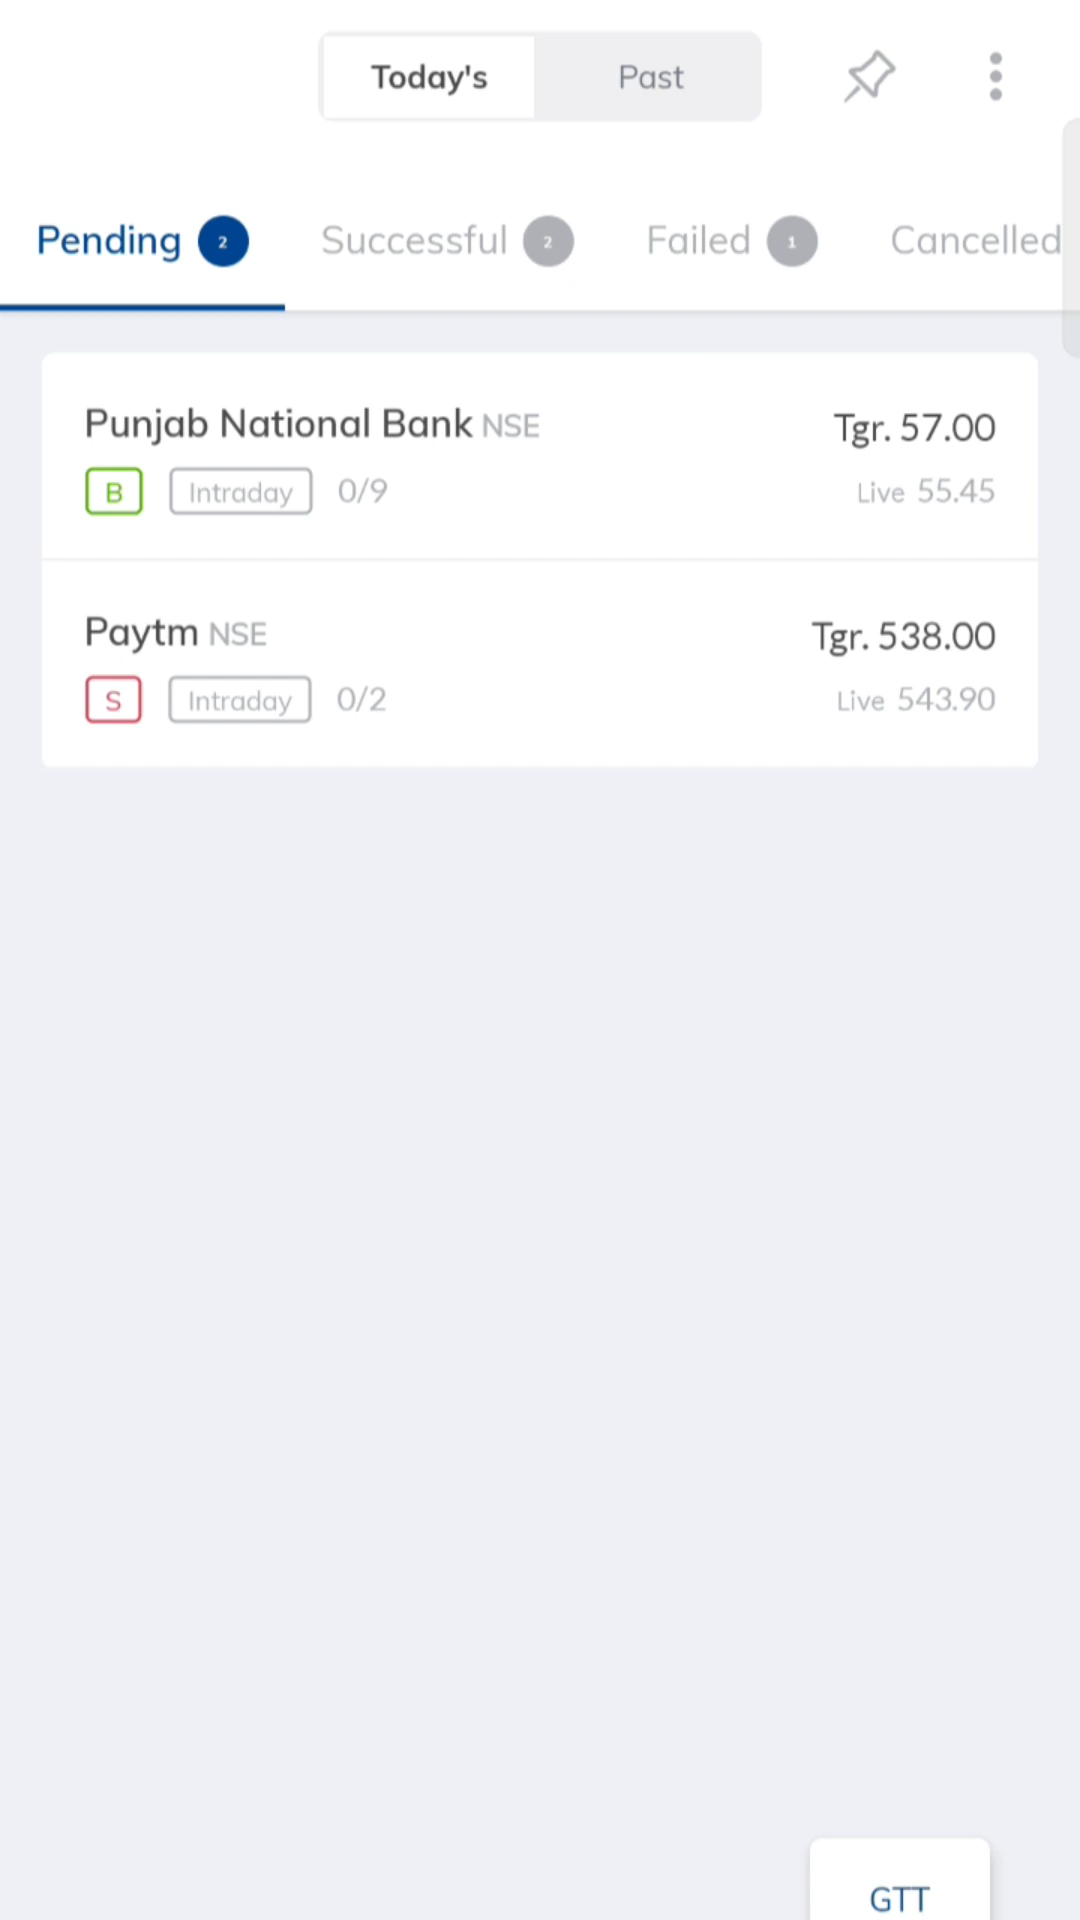 Today's Past
Pending 2 Successful 2 Failed 1 Cancelled
Punjab National Bank NSE Tgr. 57.00
B Intraday 0/9 Live 55.45
Paytm NSE Tgr. 538.00
S Intraday 0/2 Live 543.90
GTT